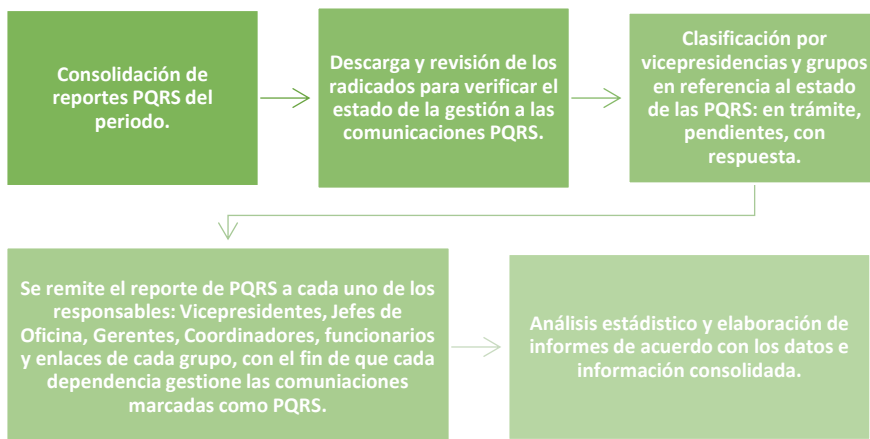 Consolidación de
reportes PQRS del
periodo.
Descarga y revisión de los
radicados para verificar el
estado de la gestión a las
comunicaciones PQRS.
Clasificación por
vicepresidencias y grupos
en referencia al estado
de las PQRS: en trámite,
pendientes, con
respuesta.
Se remite el reporte de PQRS a cada uno de los
responsables: Vicepresidentes, Jefes de
Oficina, Gerentes, Coordinadores, funcionarios
y enlaces de cada grupo, con el fin de que cada
dependencia gestione las comuniaciones
marcadas como PQRS.
Análisis estádistico y elaboración de
informes de acuerdo con los datos e
información consolidada.